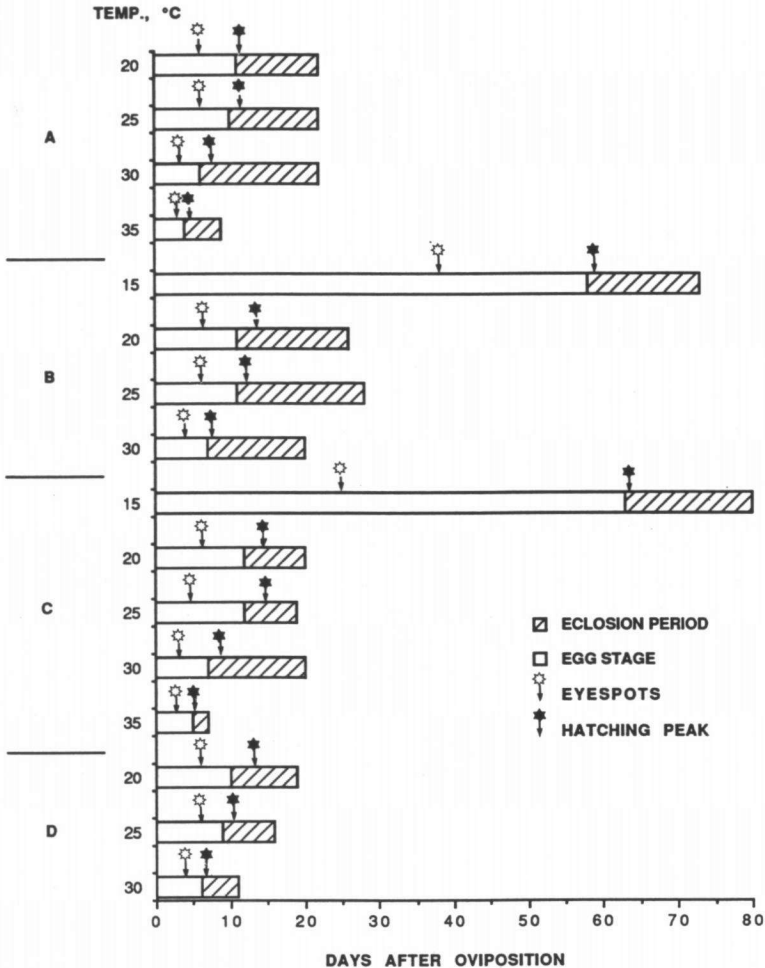 TEMP., °C
20
25
A
30
35
15
20
B
25
30
15
20
C
25
30
35
20
D
25
30
ECLOSION PERIOD
EGG STAGE
EYESPOTS
HATCHING PEAK
0 10 20 30 40 50 60 70 80
DAYS AFTER OVIPOSITION